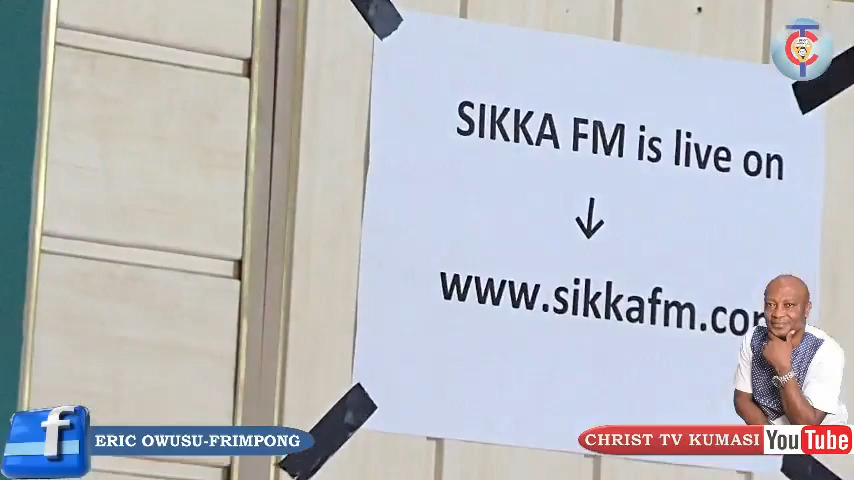 SIKKA FM is live on
↓
www.sikkafm.co
f ERIC OWUSU-FRIMPONG
CHRIST TV KUMASI YouTube